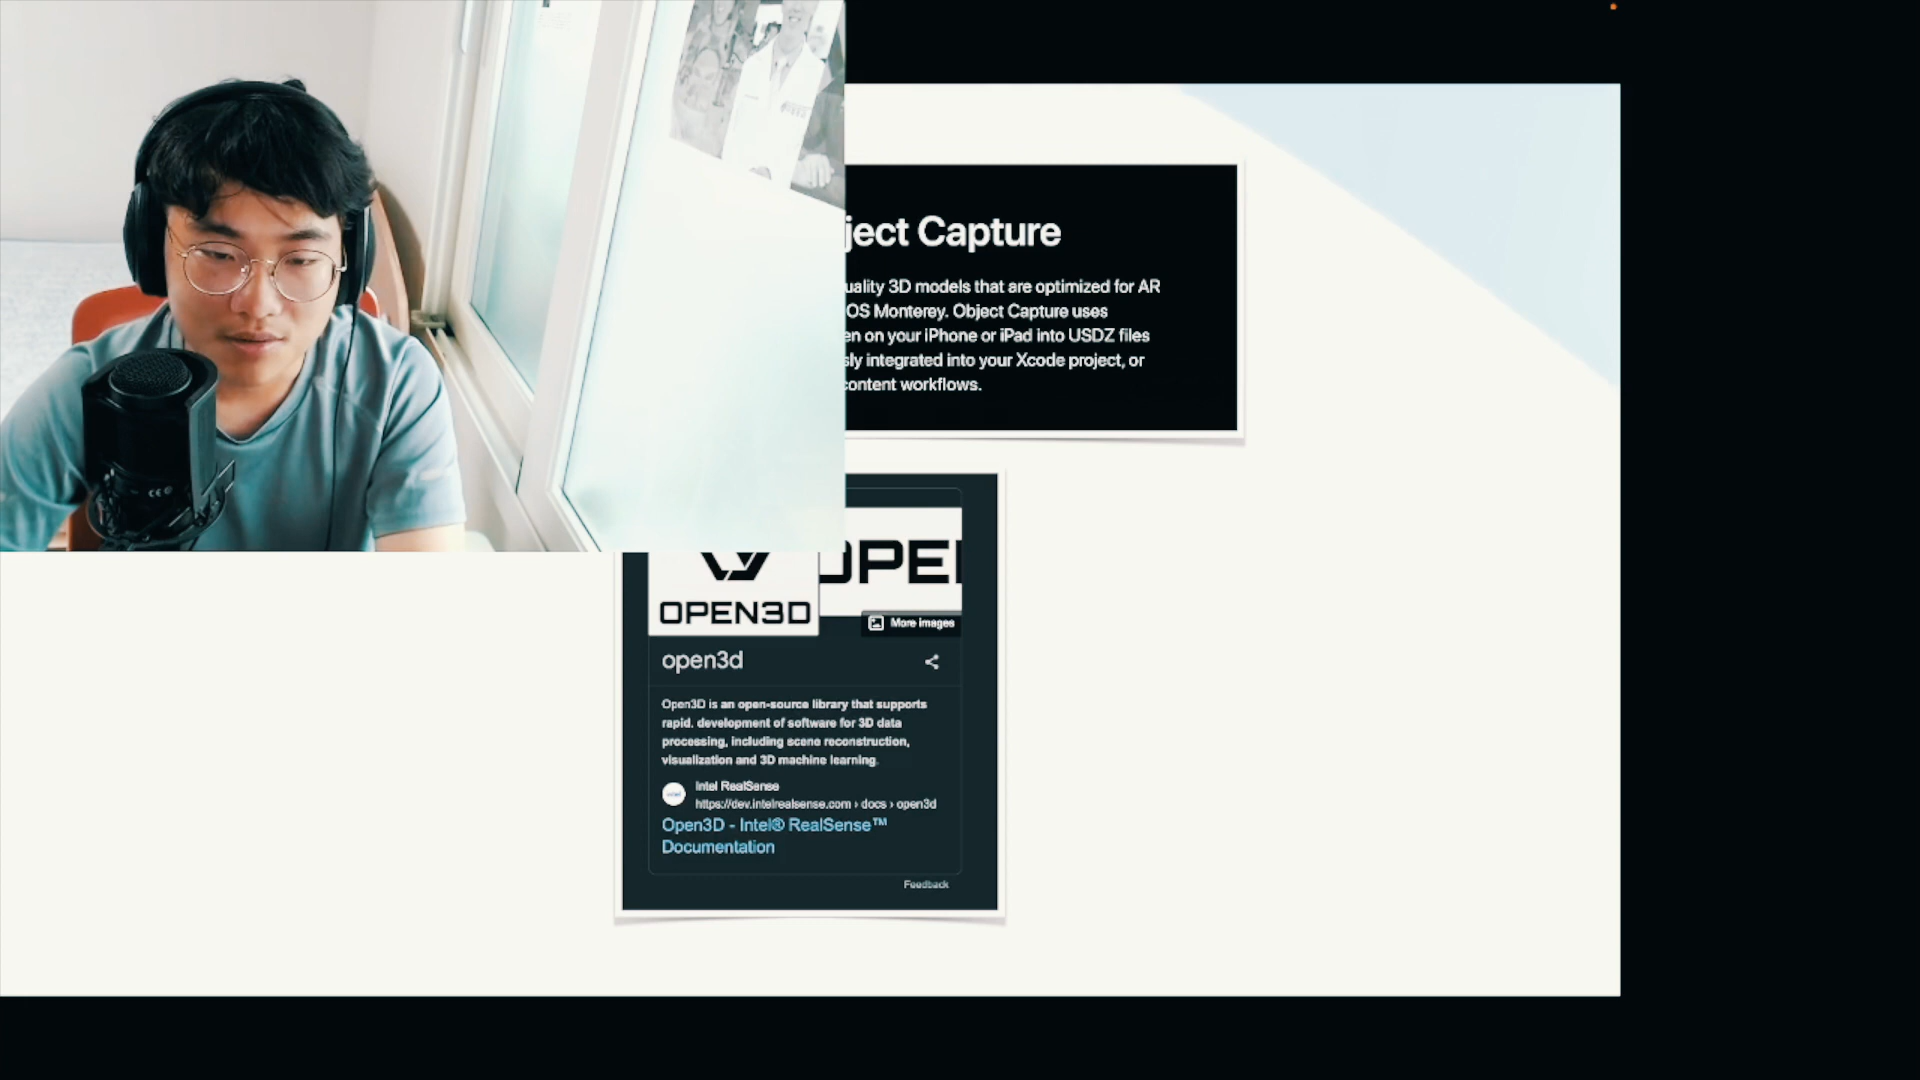 ject Capture
uality 3D models that are optimized for AR
OS Monterey. Object Capture uses
en on your iPhone or iPad into USDZ files
sly integrated into your Xcode project, or
content workflows.
OPEN3D
OPE
More images
open3d
Open3D is an open-source library that supports
rapid. development of software for 3D data
processing, including scene reconstruction,
visualization and 3D machine learning.
Intel RealSense
https://dev.intelrealsense.com › docs › open3d
Open3D - Intel® RealSense™
Documentation
Feedback
CE